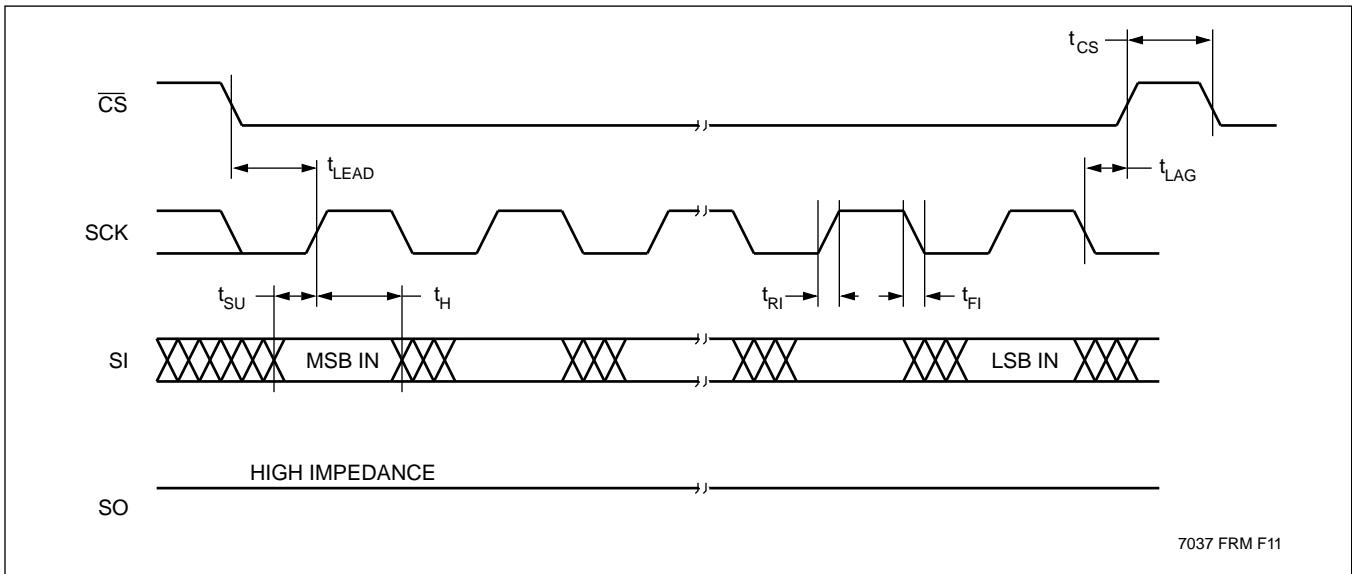 tCS
CS
tLEAD
tLAG
SCK
tSU
tH
tRI
tFI
SI
MSB IN
LSB IN
HIGH IMPEDANCE
SO
7037 FRM F11